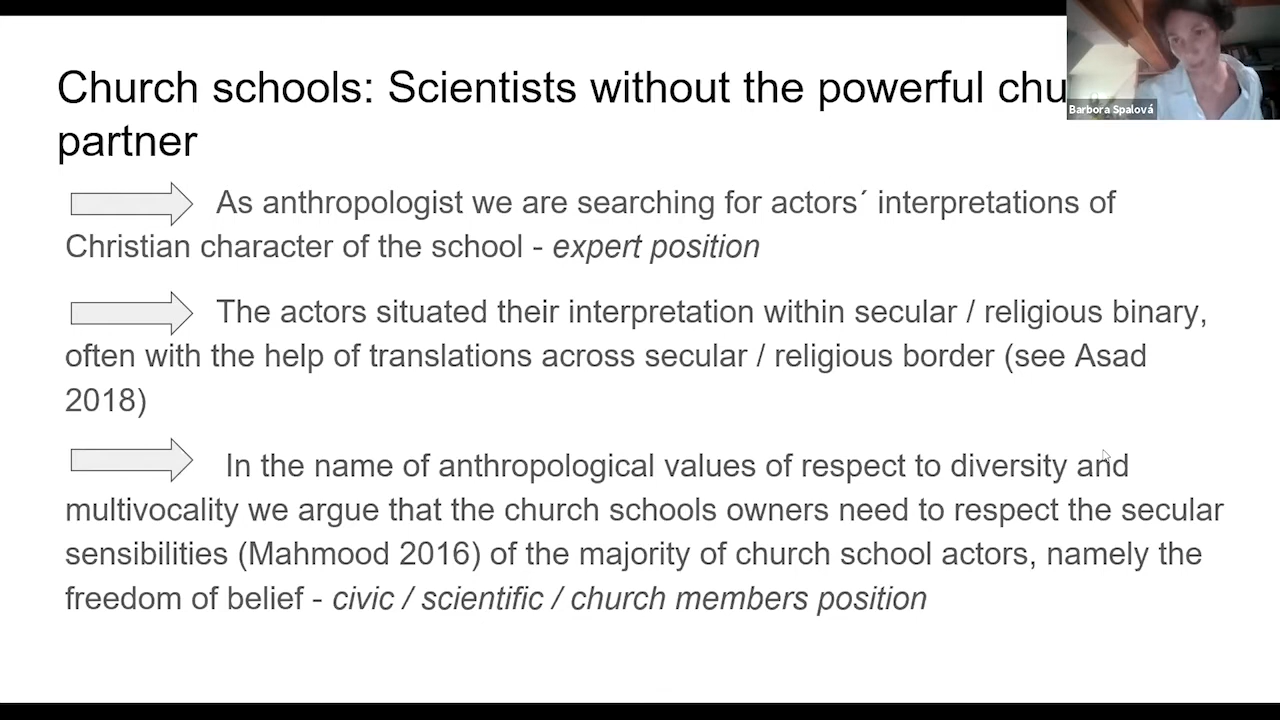 Church schools: Scientists without the powerful chu
partner
Barbora Spalová
As anthropologist we are searching for actors´ interpretations of
Christian character of the school - expert position
The actors situated their interpretation within secular / religious binary,
often with the help of translations across secular / religious border (see Asad
2018)
In the name of anthropological values of respect to diversity and
multivocality we argue that the church schools owners need to respect the secular
sensibilities (Mahmood 2016) of the majority of church school actors, namely the
freedom of belief - civic / scientific / church members position